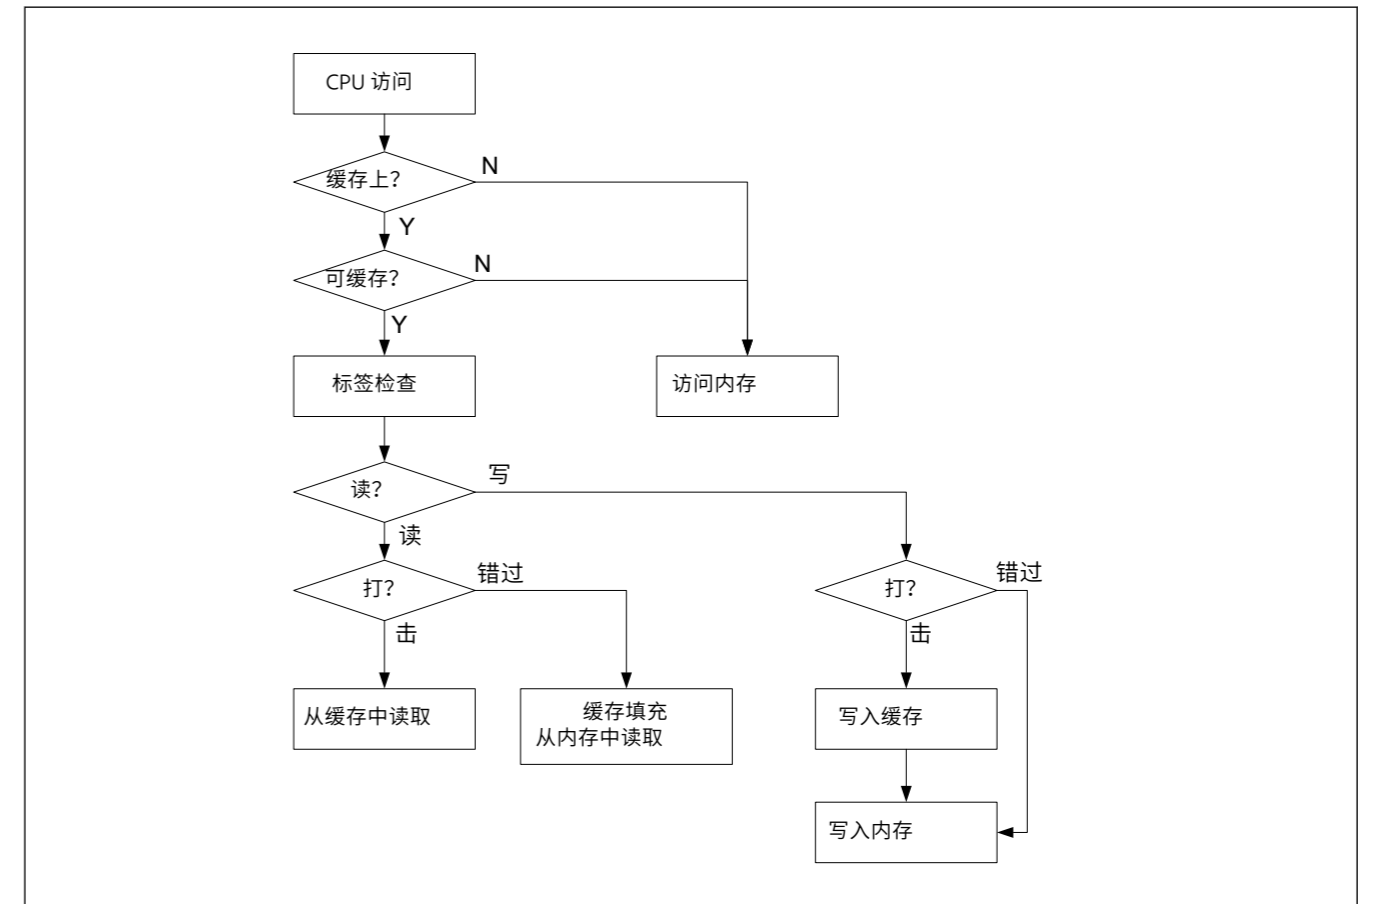 CPU 访问
缓存上?
N
Y
可缓存?
N
Y
标签检查
访问内存
读?
写
读
打?
错过
击
打?
错过
击
从缓存中读取
缓存填充
从内存中读取
写入缓存
写入内存